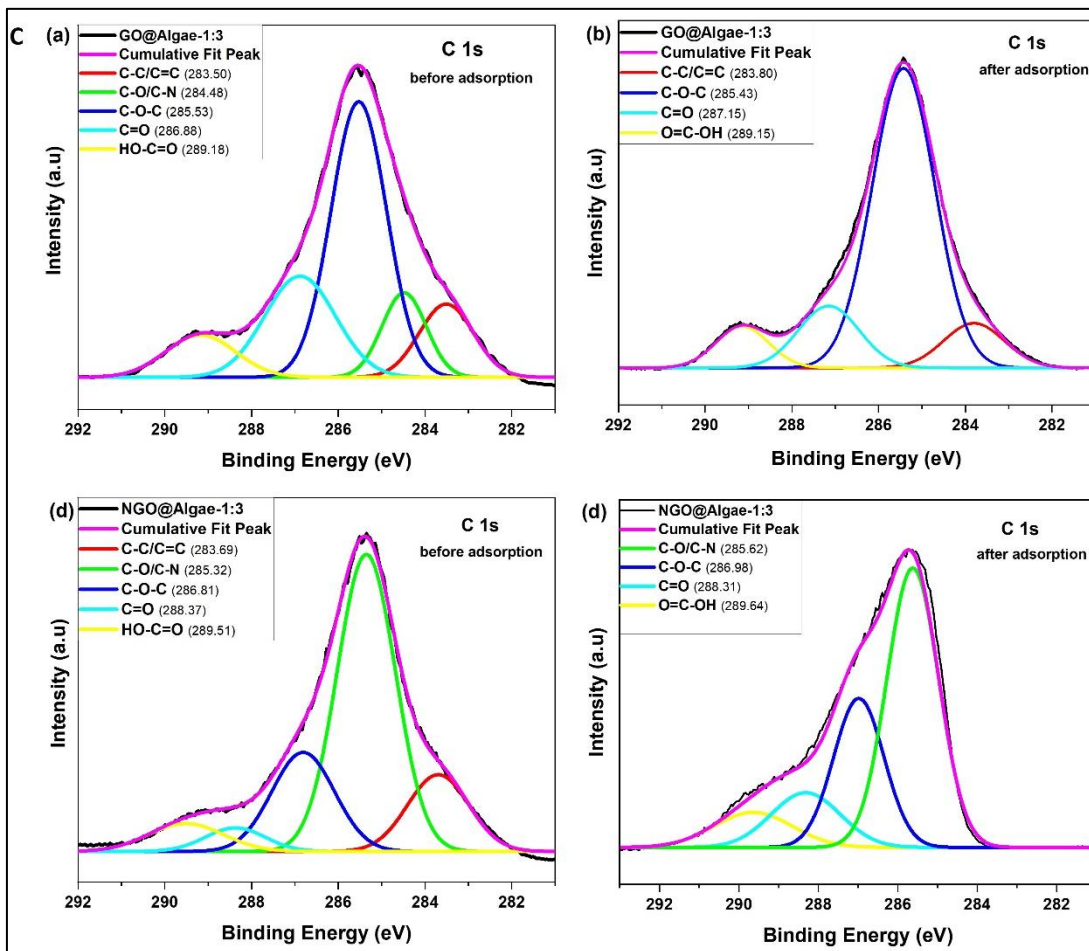 C
(a)
GO@Algae-1:3
Cumulative Fit Peak
C-C/C=C (283.50)
C-O/C-N (284.48)
C-O-C (285.53)
C=O (286.88)
HO-C=O (289.18)
C 1s
before adsorption
Intensity (a.u)
292 290 288 286 284 282
Binding Energy (eV)
(b)
GO@Algae-1:3
Cumulative Fit Peak
C-C/C=C (283.80)
C-O-C (285.43)
C=O (287.15)
O=C-OH (289.15)
C 1s
after adsorption
Intensity (a.u)
292 290 288 286 284 282
Binding Energy (eV)
(d)
NGO@Algae-1:3
Cumulative Fit Peak
C-C/C=C (283.69)
C-O/C-N (285.32)
C-O-C (286.81)
C=O (288.37)
HO-C=O (289.51)
C 1s
before adsorption
Intensity (a.u)
292 290 288 286 284 282
Binding Energy (eV)
(d)
NGO@Algae-1:3
Cumulative Fit Peak
C-O/C-N (285.62)
C-O-C (286.98)
C=O (288.31)
O=C-OH (289.64)
C 1s
after adsorption
Intensity (a.u)
292 290 288 286 284 282
Binding Energy (eV)